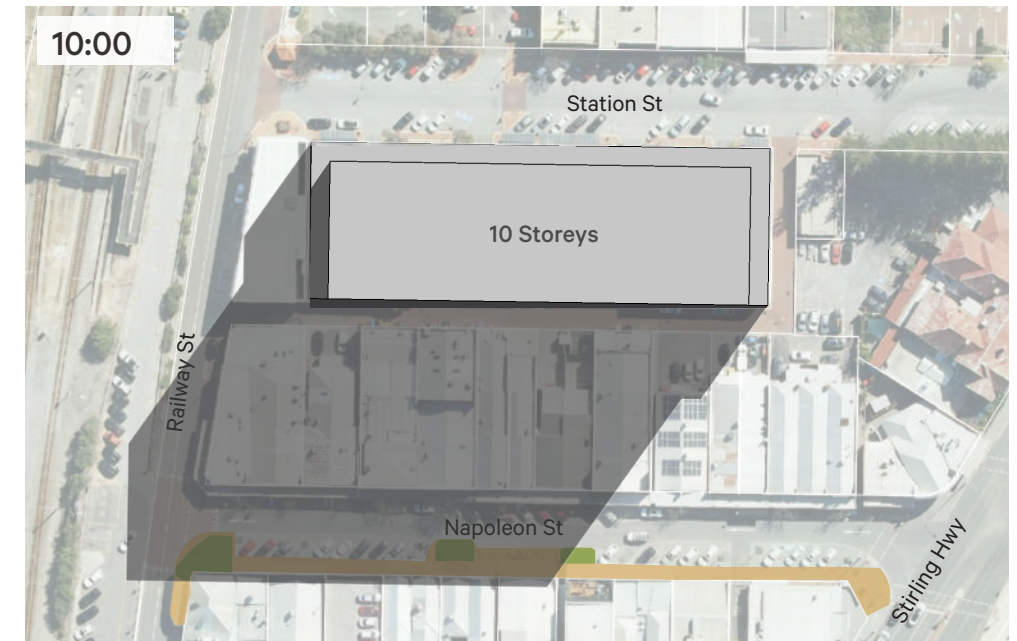 10:00
Station St
10 Storeys
Railway St
Napoleon St
Stirling Hwy